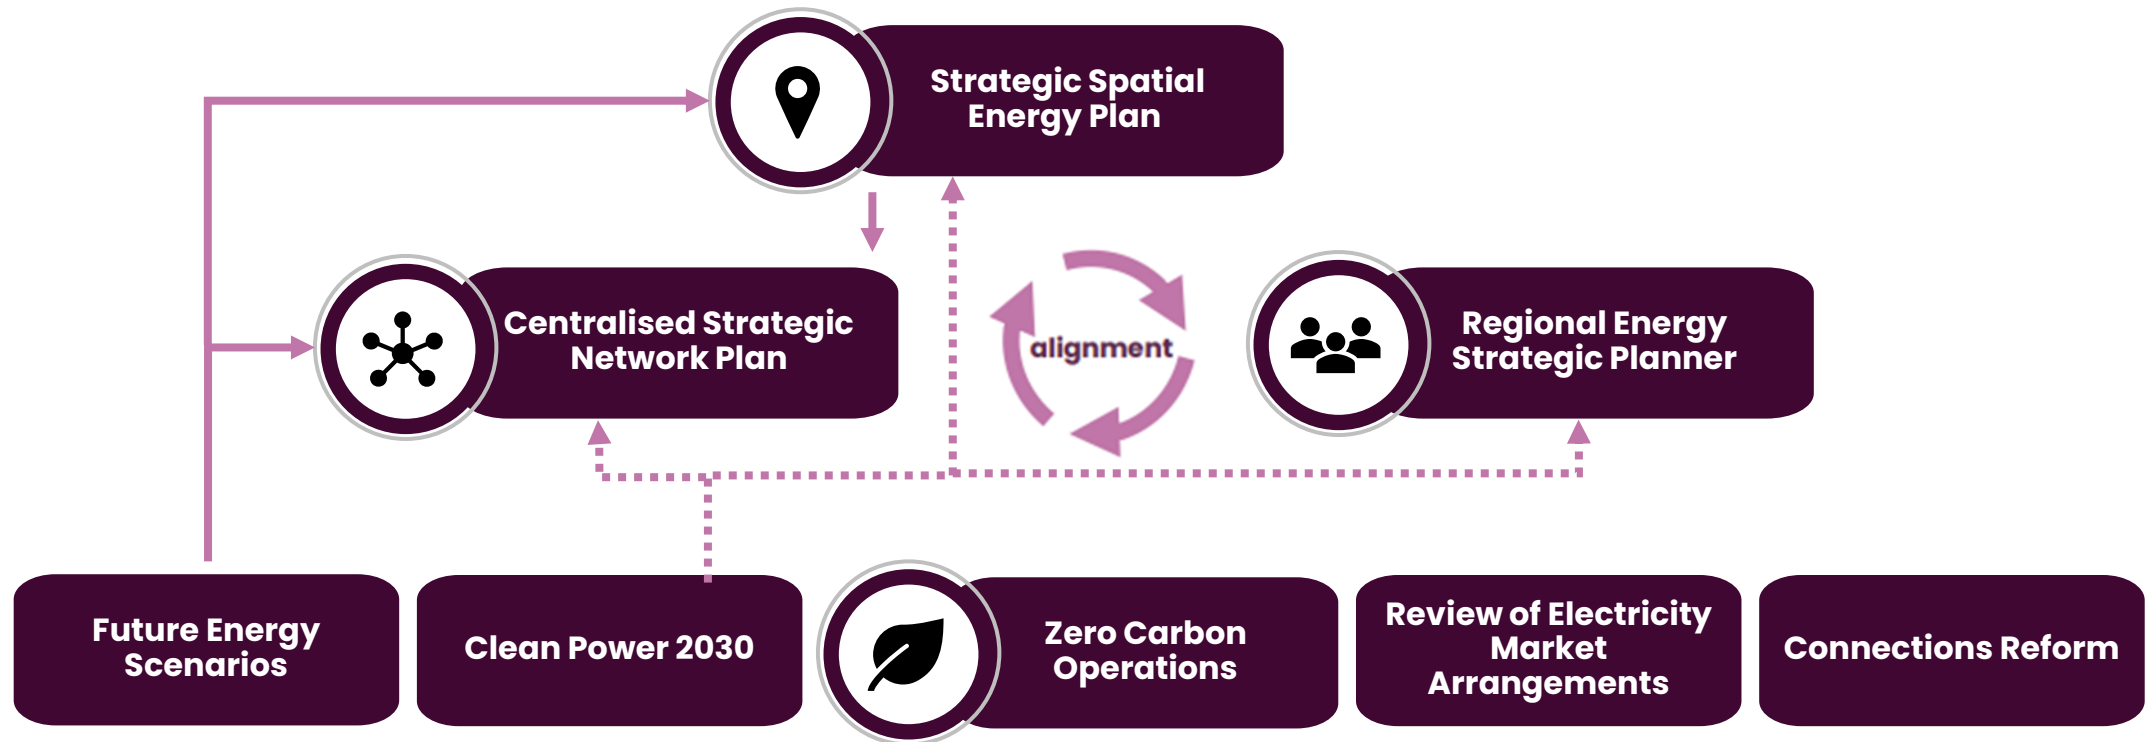 Strategic Spatial
Energy Plan
Centralised Strategic
Network Plan
alignment
Regional Energy
Strategic Planner
Future Energy
Scenarios
Clean Power 2030
Zero Carbon
Operations
Review of Electricity
Market
Arrangements
Connections Reform